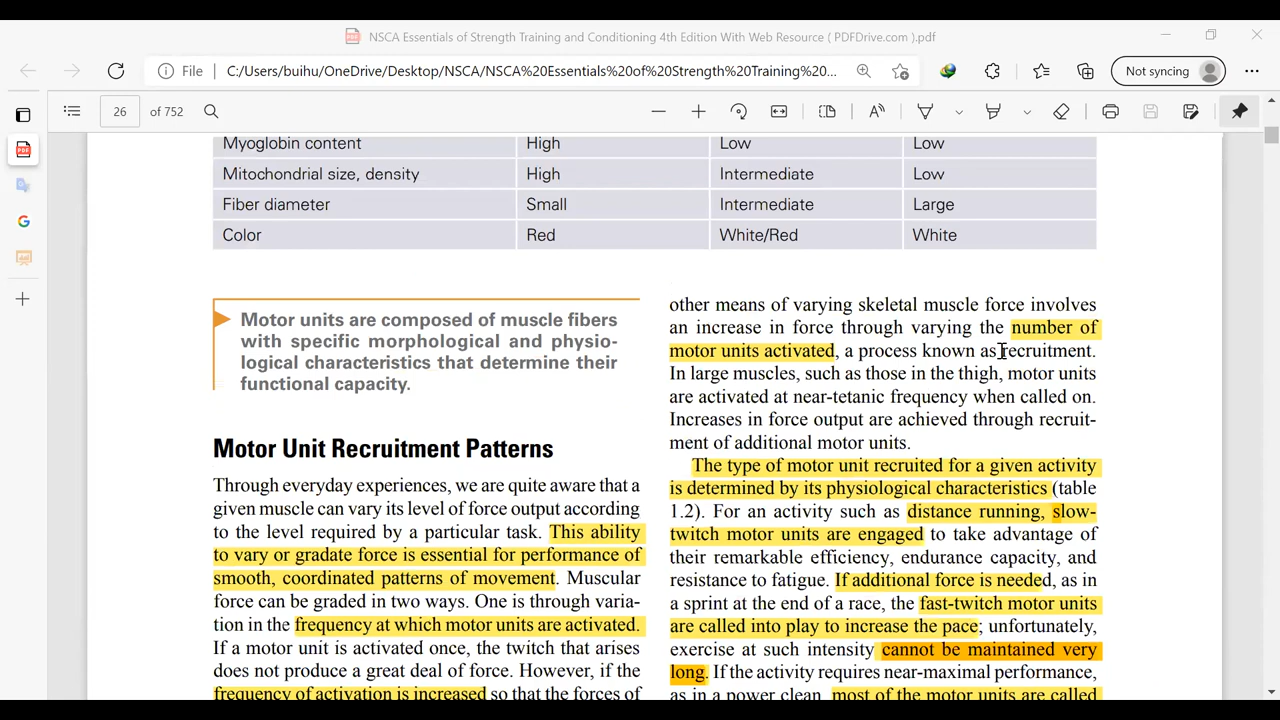 NSCA Essentials of Strength Training and Conditioning 4th Edition With Web Resource ( PDFDrive.com ).pdf
File C:/Users/buihu/OneDrive/Desktop/NSCA/NSCA%20Essentials%20of%20Strength%20Training%20... Not syncing
26 of 752
Myoglobin content High Low Low
Mitochondrial size, density High Intermediate Low
Fiber diameter Small Intermediate Large
Color Red White/Red White
Motor units are composed of muscle fibers
with specific morphological and physio-
logical characteristics that determine their
functional capacity.
Motor Unit Recruitment Patterns
Through everyday experiences, we are quite aware that a
given muscle can vary its level of force output according
to the level required by a particular task. This ability
to vary or gradate force is essential for performance of
smooth, coordinated patterns of movement. Muscular
force can be graded in two ways. One is through varia-
tion in the frequency at which motor units are activated.
If a motor unit is activated once, the twitch that arises
does not produce a great deal of force. However, if the
frequency of activation is increased so that the forces of
other means of varying skeletal muscle force involves
an increase in force through varying the number of
motor units activated, a process known as recruitment.
In large muscles, such as those in the thigh, motor units
are activated at near-tetanic frequency when called on.
Increases in force output are achieved through recruit-
ment of additional motor units.
The type of motor unit recruited for a given activity
is determined by its physiological characteristics (table
1.2). For an activity such as distance running, slow-
twitch motor units are engaged to take advantage of
their remarkable efficiency, endurance capacity, and
resistance to fatigue. If additional force is needed, as in
a sprint at the end of a race, the fast-twitch motor units
are called into play to increase the pace; unfortunately,
exercise at such intensity cannot be maintained very
long. If the activity requires near-maximal performance,
as in a power clean, most of the motor units are called